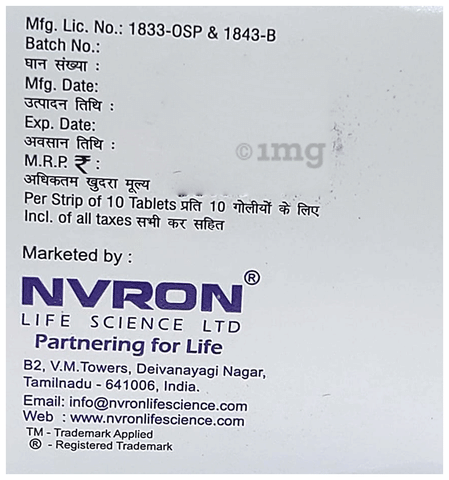 Mfg. Lic. No.: 1833-OSP & 1843-B
Batch No.:
घान संख्या :
Mfg. Date:
उत्पादन तिथि :
Exp. Date:
अवसान तिथि :
M.R.P. ₹ :
अधिकतम खुदरा मूल्य
Per Strip of 10 Tablets प्रति 10 गोलीयों के लिए
Incl. of all taxes सभी कर सहित
©1mg
Marketed by :
NVRON®
LIFE SCIENCE LTD
Partnering for Life
B2, V.M.Towers, Deivanayagi Nagar,
Tamilnadu - 641006, India.
Email: info@nvronlifescience.com
Web : www.nvronlifescience.com
TM - Trademark Applied
® - Registered Trademark